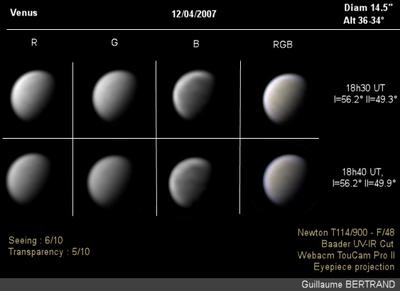 Venus
12/04/2007
Diam 14.5"
Alt 36-34°
R G B RGB
18h30 UT
I=56.2° II=49.3°
18h40 UT,
I=56.2° II=49.9°
Seeing : 6/10
Transparency : 5/10
Newton T114/900 - F/48
Baader UV-IR Cut
Webacm TouCam Pro II
Eyepiece projection
Guillaume BERTRAND